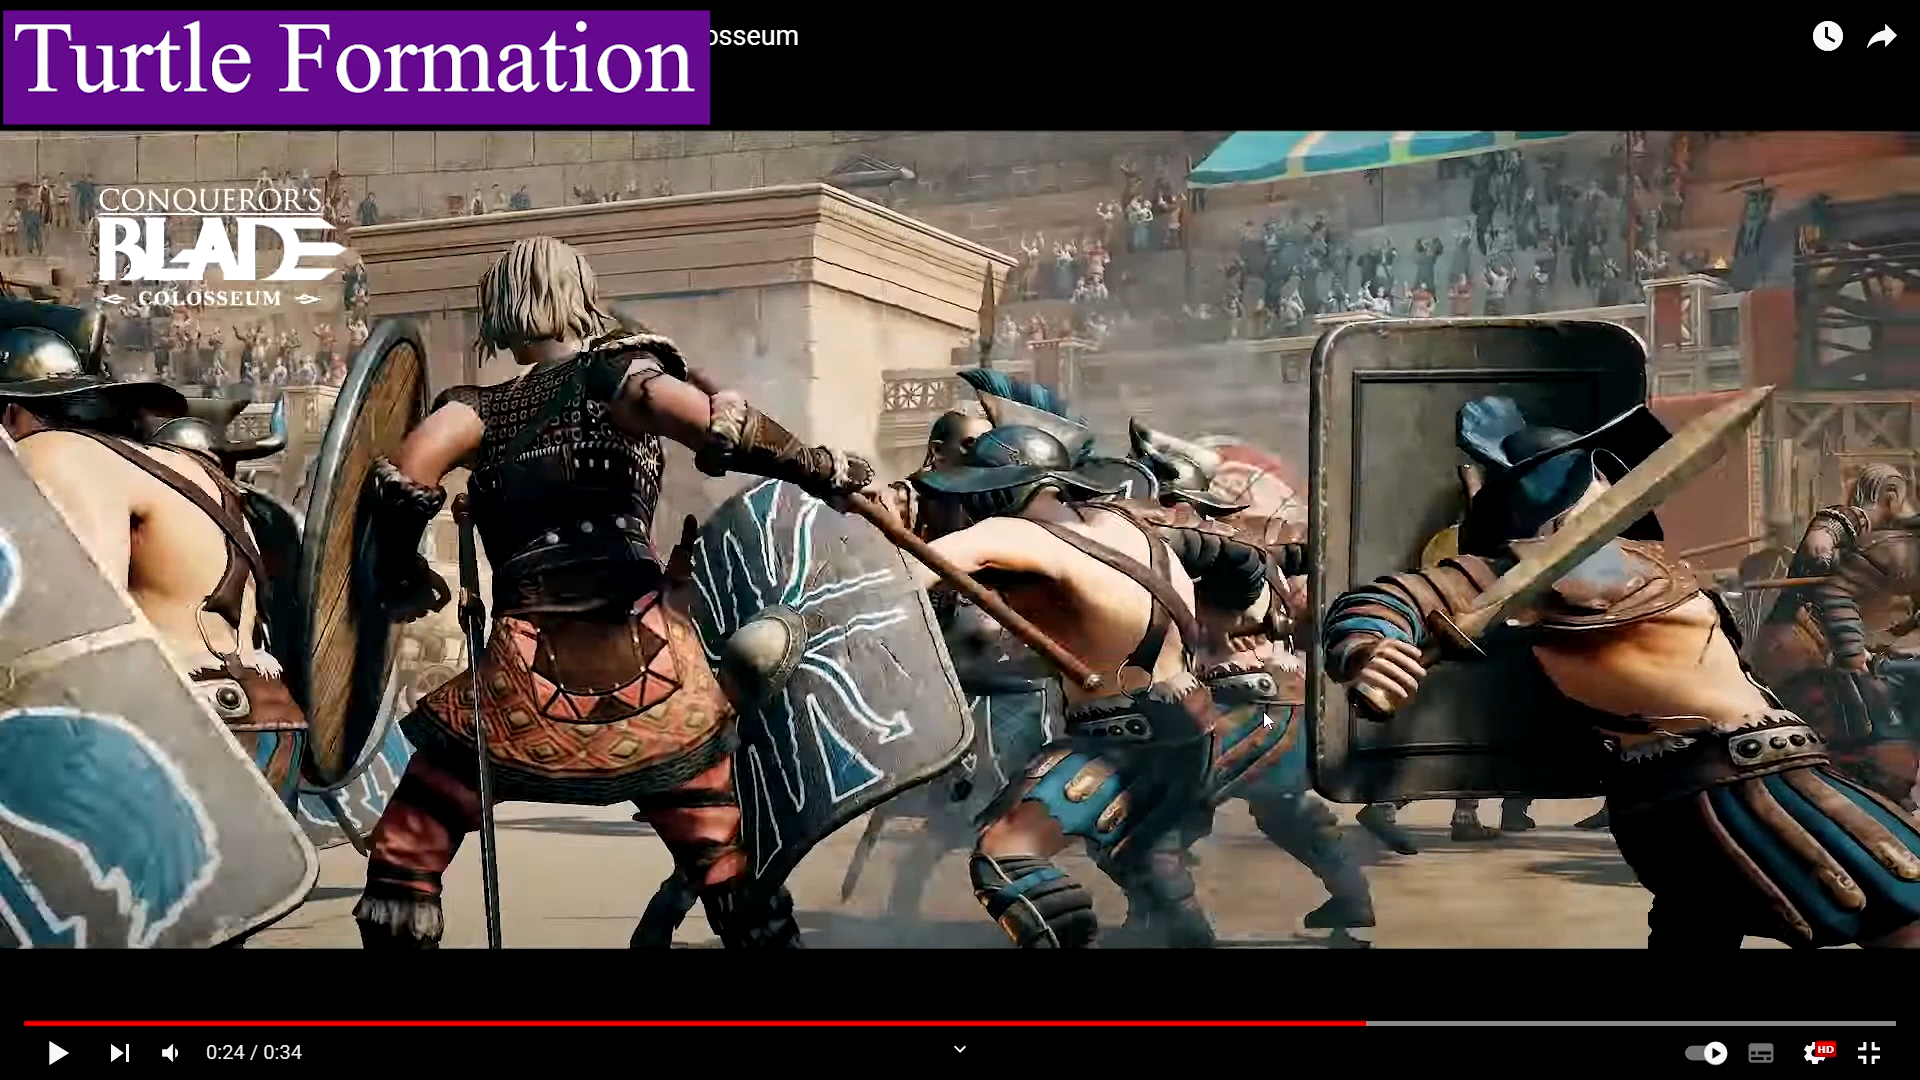 Turtle Formation
osseum
CONQUEROR'S
BLADE
COLOSSEUM
0:24 / 0:34
HD